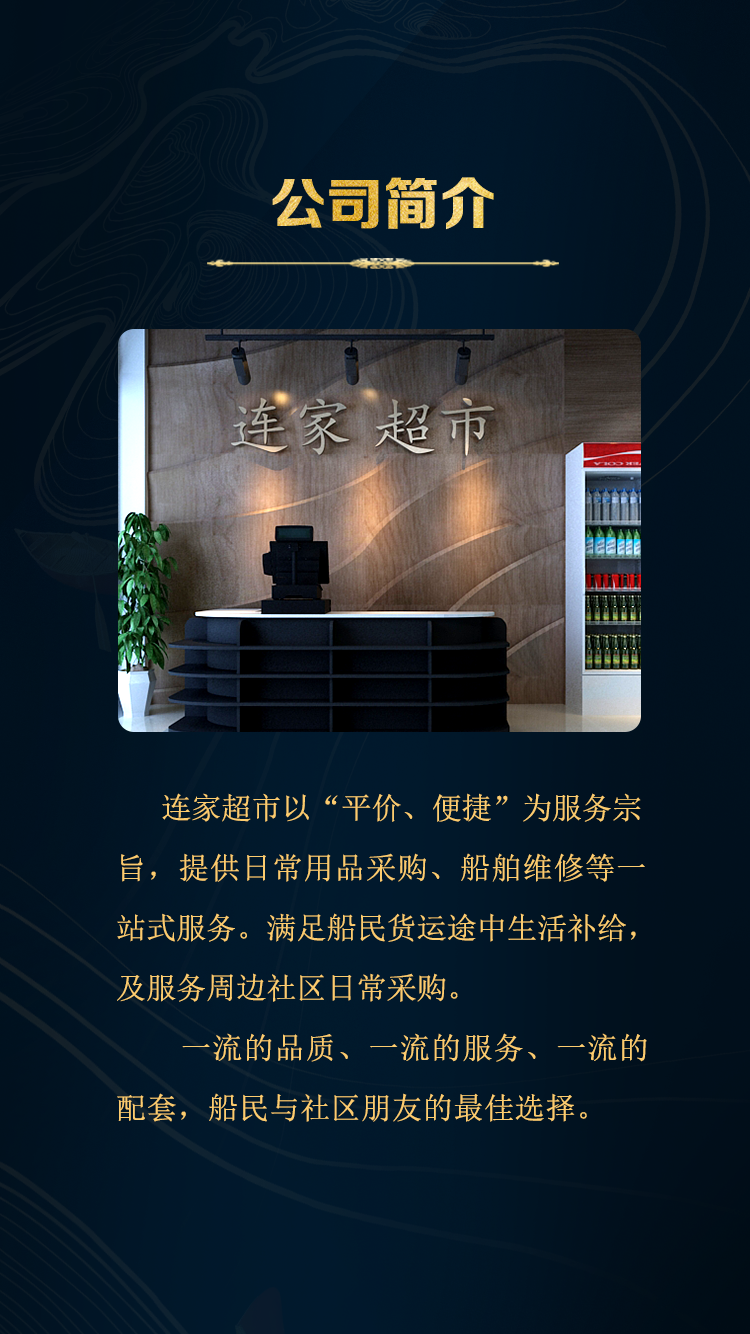 公司简介
连家 超市
连家超市以“平价、便捷”为服务宗
旨，提供日常用品采购、船舶维修等一
站式服务。满足船民货运途中生活补给，
及服务周边社区日常采购。
一流的品质、一流的服务、一流的
配套，船民与社区朋友的最佳选择。